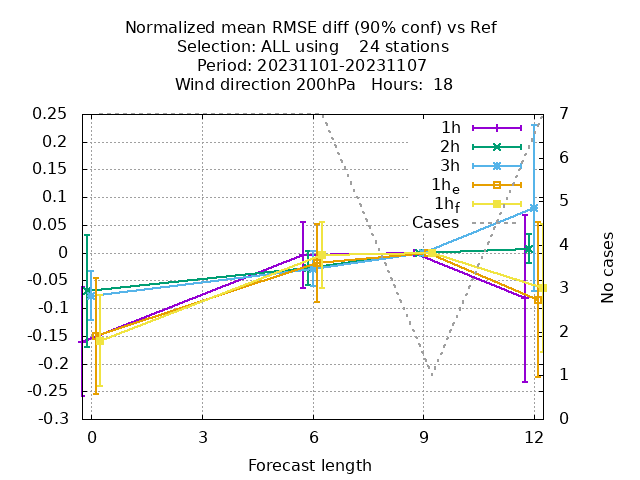 Normalized mean RMSE diff (90% conf) vs Ref
Selection: ALL using    24 stations
Period: 20231101-20231107
Wind direction 200hPa   Hours:  18
0.25
0.2
0.15
0.1
0.05
0
-0.05
-0.1
-0.15
-0.2
-0.25
-0.3
7
6
5
4
3
2
1
0
No cases
1h
2h
3h
1he
1hf
Cases
0
3
6
9
12
Forecast length